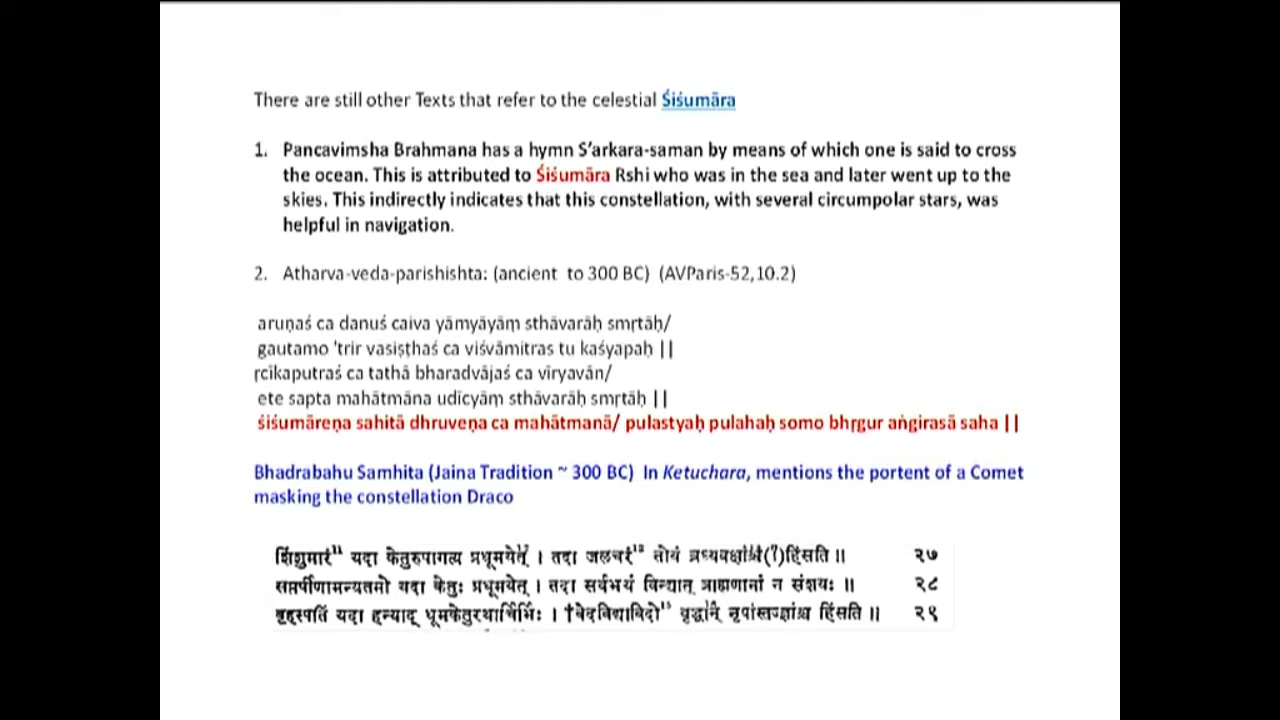 There are still other Texts that refer to the celestial Śiśumāra
1. Pancavimsha Brahmana has a hymn S'arkara-saman by means of which one is said to cross
the ocean. This is attributed to Śiśumāra Rshi who was in the sea and later went up to the
skies. This indirectly indicates that this constellation, with several circumpolar stars, was
helpful in navigation.
2. Atharva-veda-parishishta: (ancient to 300 BC) (AVParis-52,10.2)
aruṇaś ca danuś caiva yāmyāyāṃ sthāvarāḥ smṛtāḥ/
gautamo 'trir vasiṣṭhaś ca viśvāmitras tu kaśyapaḥ ||
ṛcīkaputraś ca tathā bharadvājaś ca vīryavān/
ete sapta mahātmāna udīcyāṃ sthāvarāḥ smṛtāḥ ||
śiśumāreṇa sahitā dhruveṇa ca mahātmanā/ pulastyaḥ pulahaḥ somo bhṛgur aṅgirasā saha ||
Bhadrabahu Samhita (Jaina Tradition ~ 300 BC) In Ketuchara, mentions the portent of a Comet
masking the constellation Draco
शिंशुमारं¹¹ यदा केतुरुपागत्य प्रधूमयेत् । तदा जलचरं¹² तोयं (?)हिंसति ॥ २७
सप्तर्षीणामन्यतमो यदा केतुः प्रधूमयेत् । तदा सर्वभयं विन्द्यात् ब्राह्मणानां न संशयः ॥ २८
बृहस्पतिं यदा हन्याद् धूमकेतुरथार्चिर्भिः । †वेदविद्याविदो¹⁵ वृद्धान् नृपांस्तज्ज्ञांश्च हिंसति ॥ २९